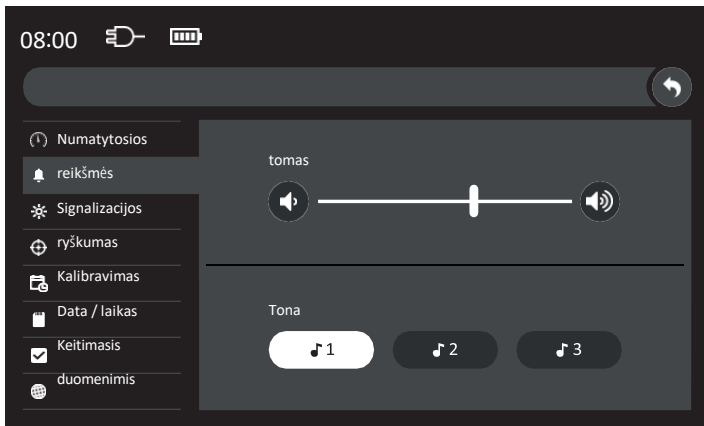 08:00
Numatytosios
reikšmės
Signalizacijos
ryškumas
Kalibravimas
Data / laikas
Keitimasis
duomenimis
tomas
Tona
1
2
3